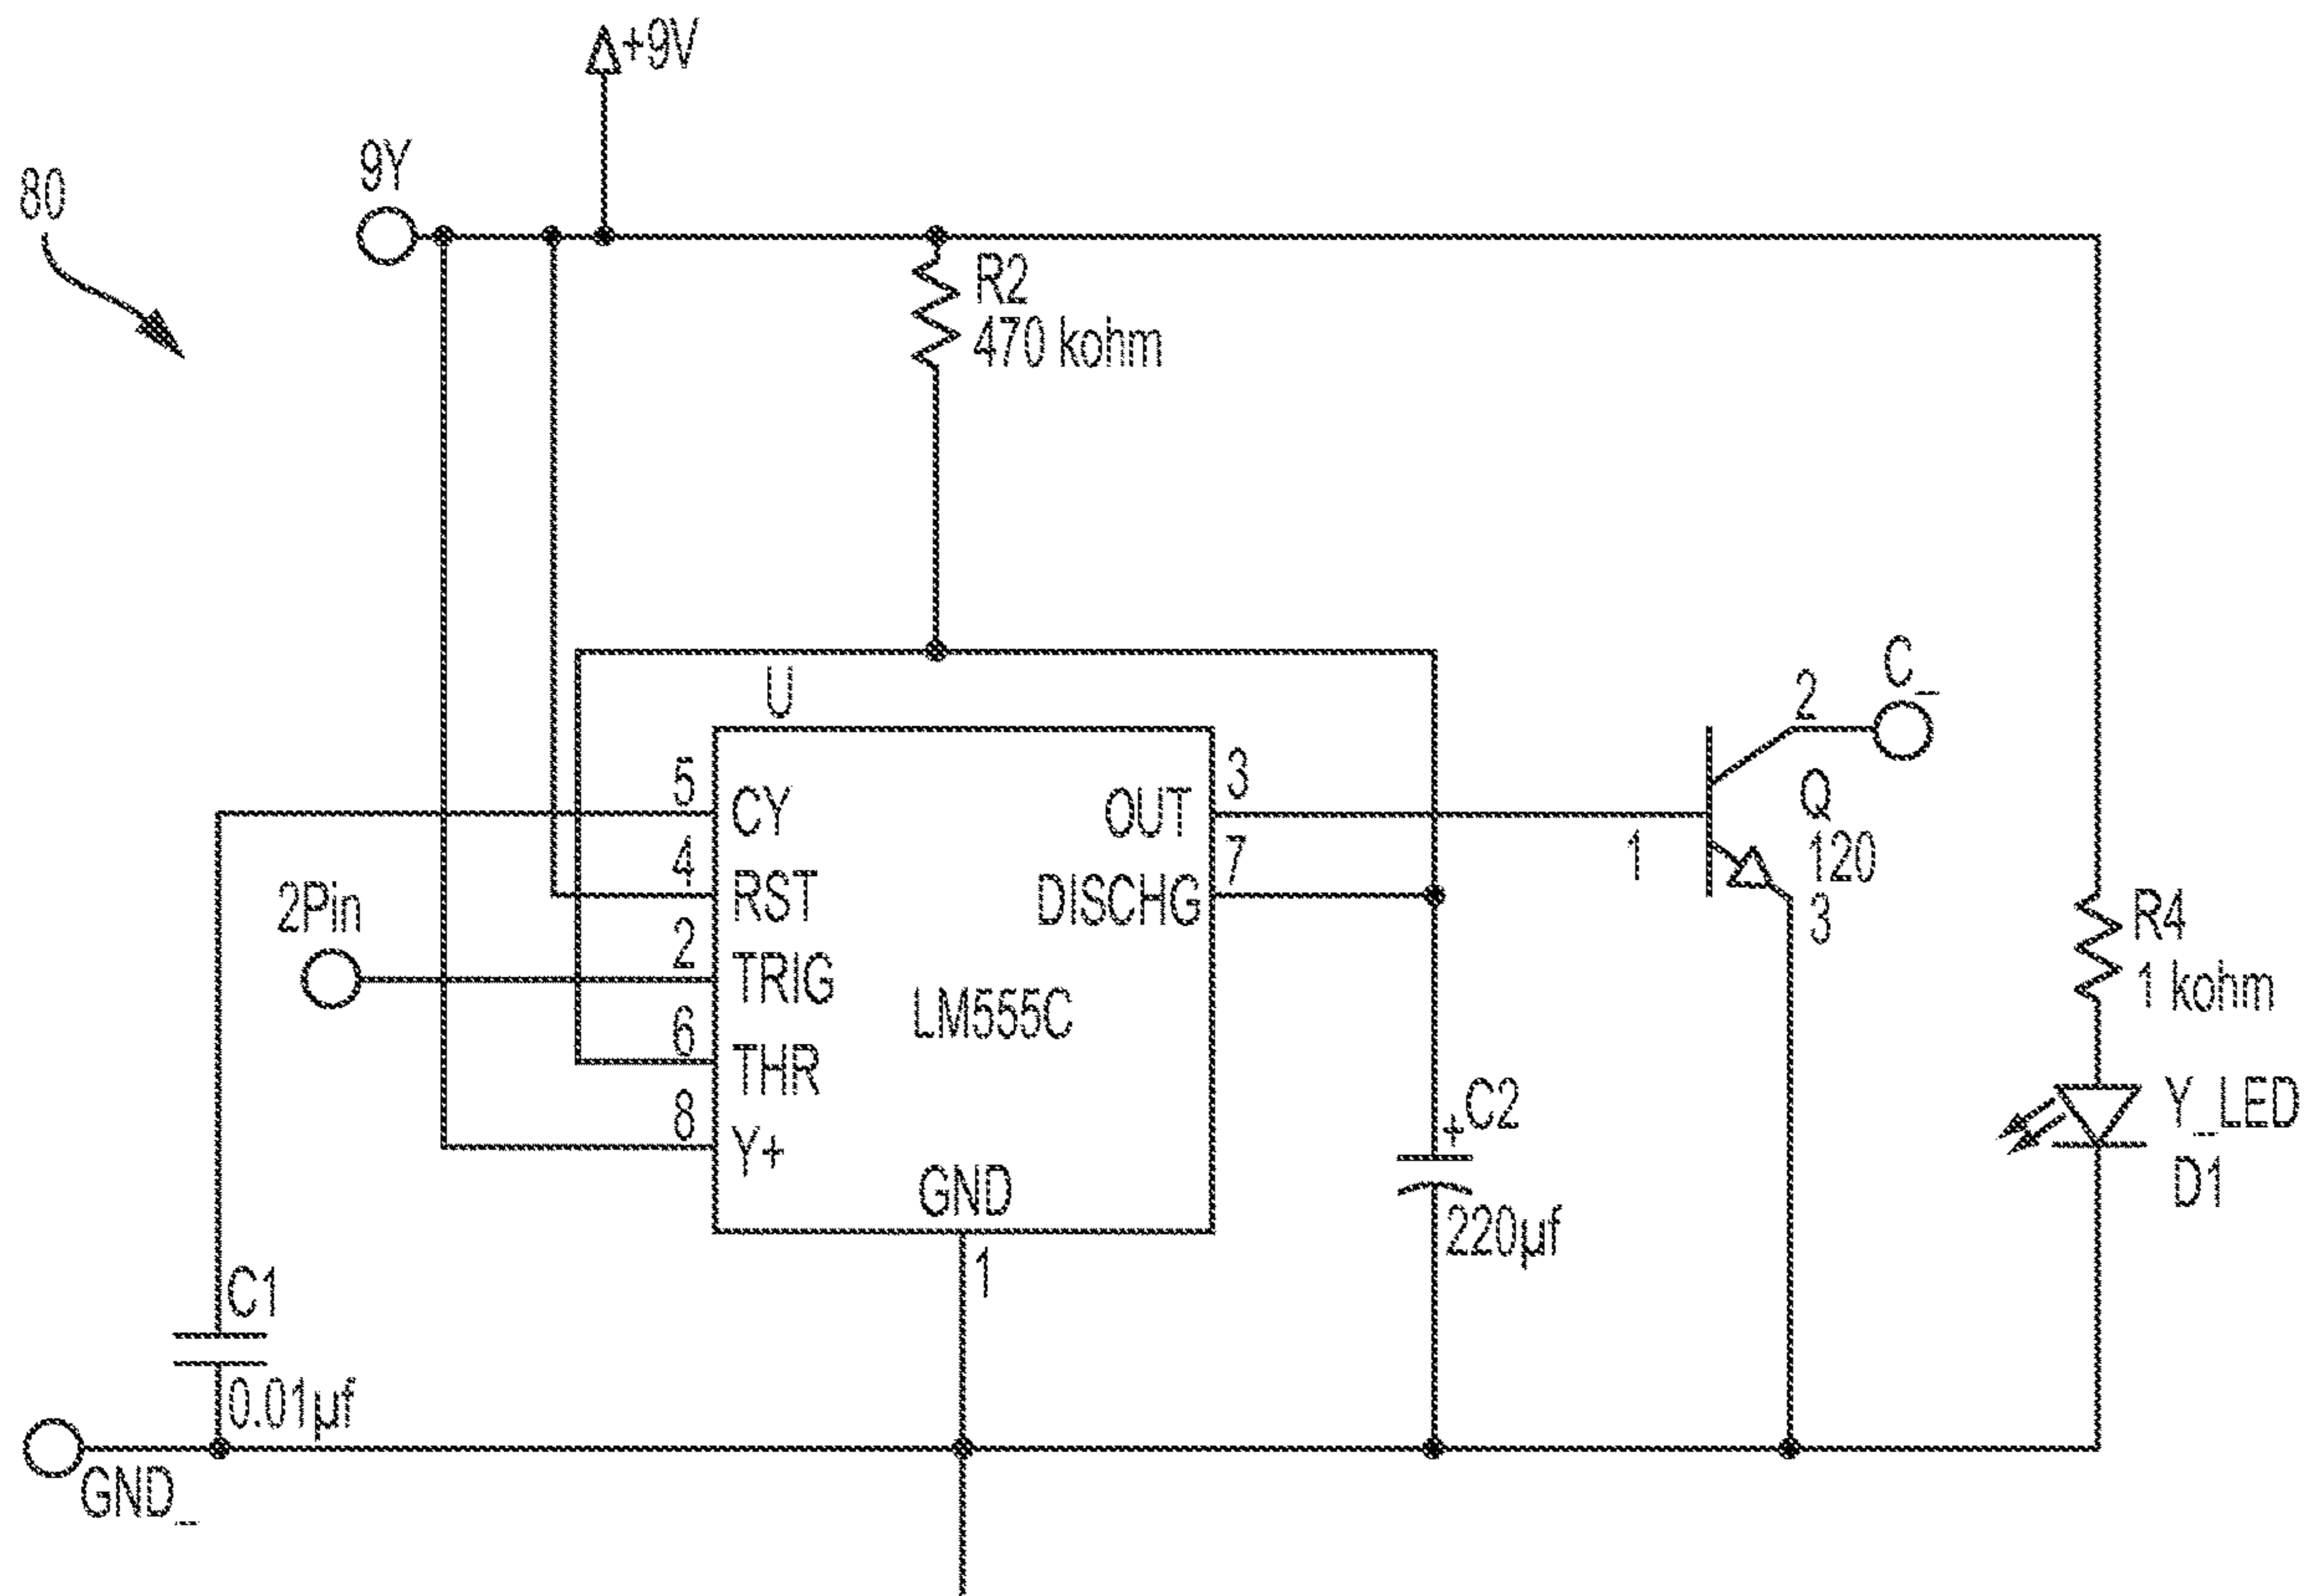 +9V
9Y
80
R2
470 kohm
U
2
C_
5
CY
OUT
3
Q
120
4
RST
DISCHG
7
1
3
2Pin
2
TRIG
LM555C
R4
1 kohm
6
THR
8
Y+
+
C2
Y_LED
D1
GND
220µf
1
C1
0.01µf
GND_